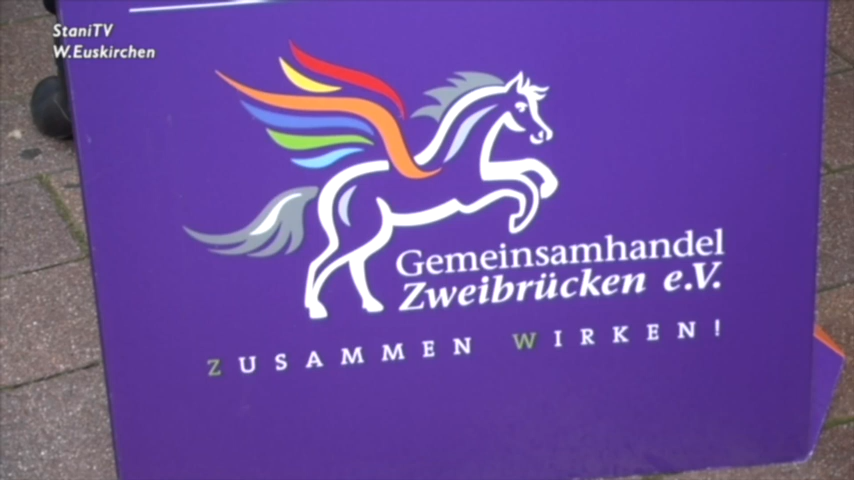 StaniTV
W.Euskirchen
Gemeinsamhandel
Zweibrücken e.V.
ZUSAMMEN WIRKEN!